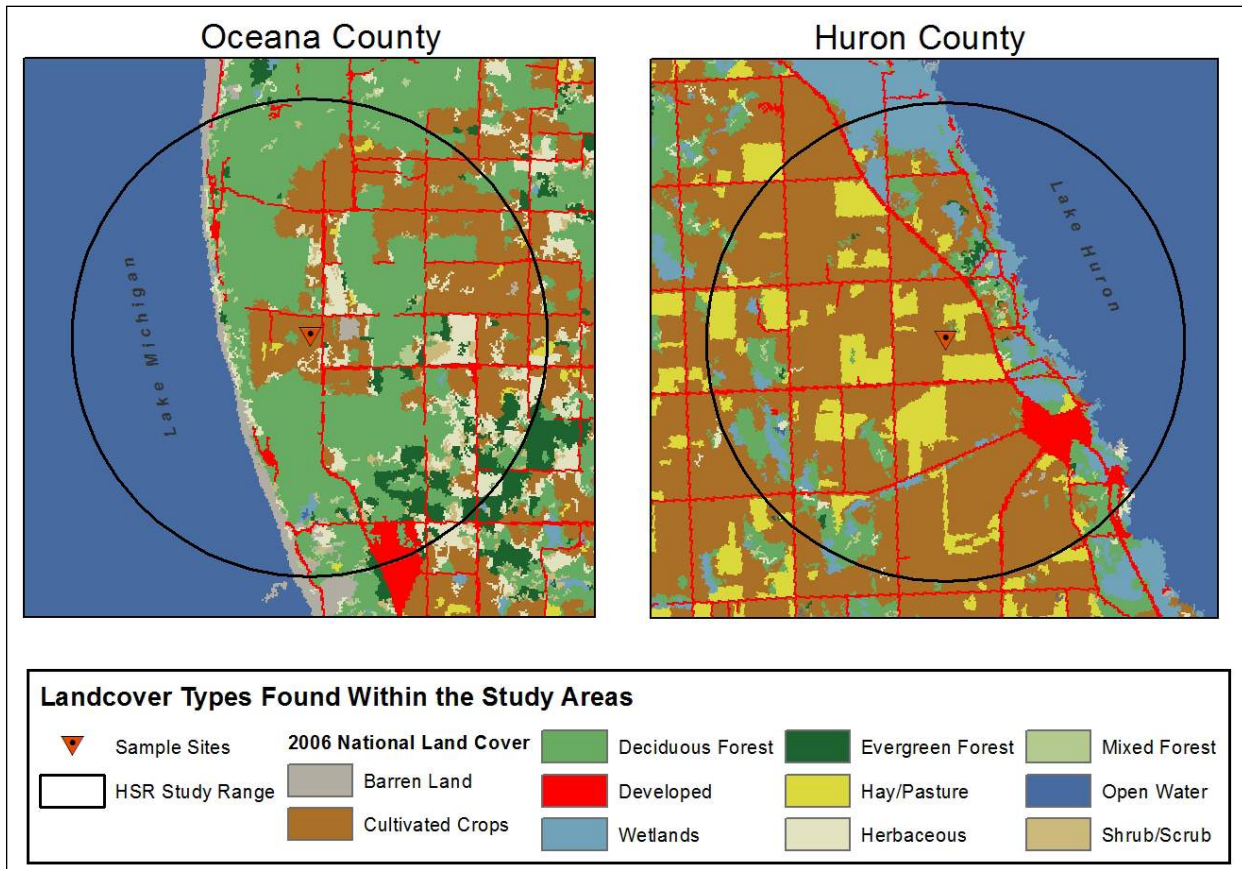 Oceana County
Huron County
Lake Michigan
Lake Huron
Landcover Types Found Within the Study Areas
Sample Sites
HSR Study Range
2006 National Land Cover
Barren Land
Cultivated Crops
Deciduous Forest
Developed
Wetlands
Evergreen Forest
Hay/Pasture
Herbaceous
Mixed Forest
Open Water
Shrub/Scrub